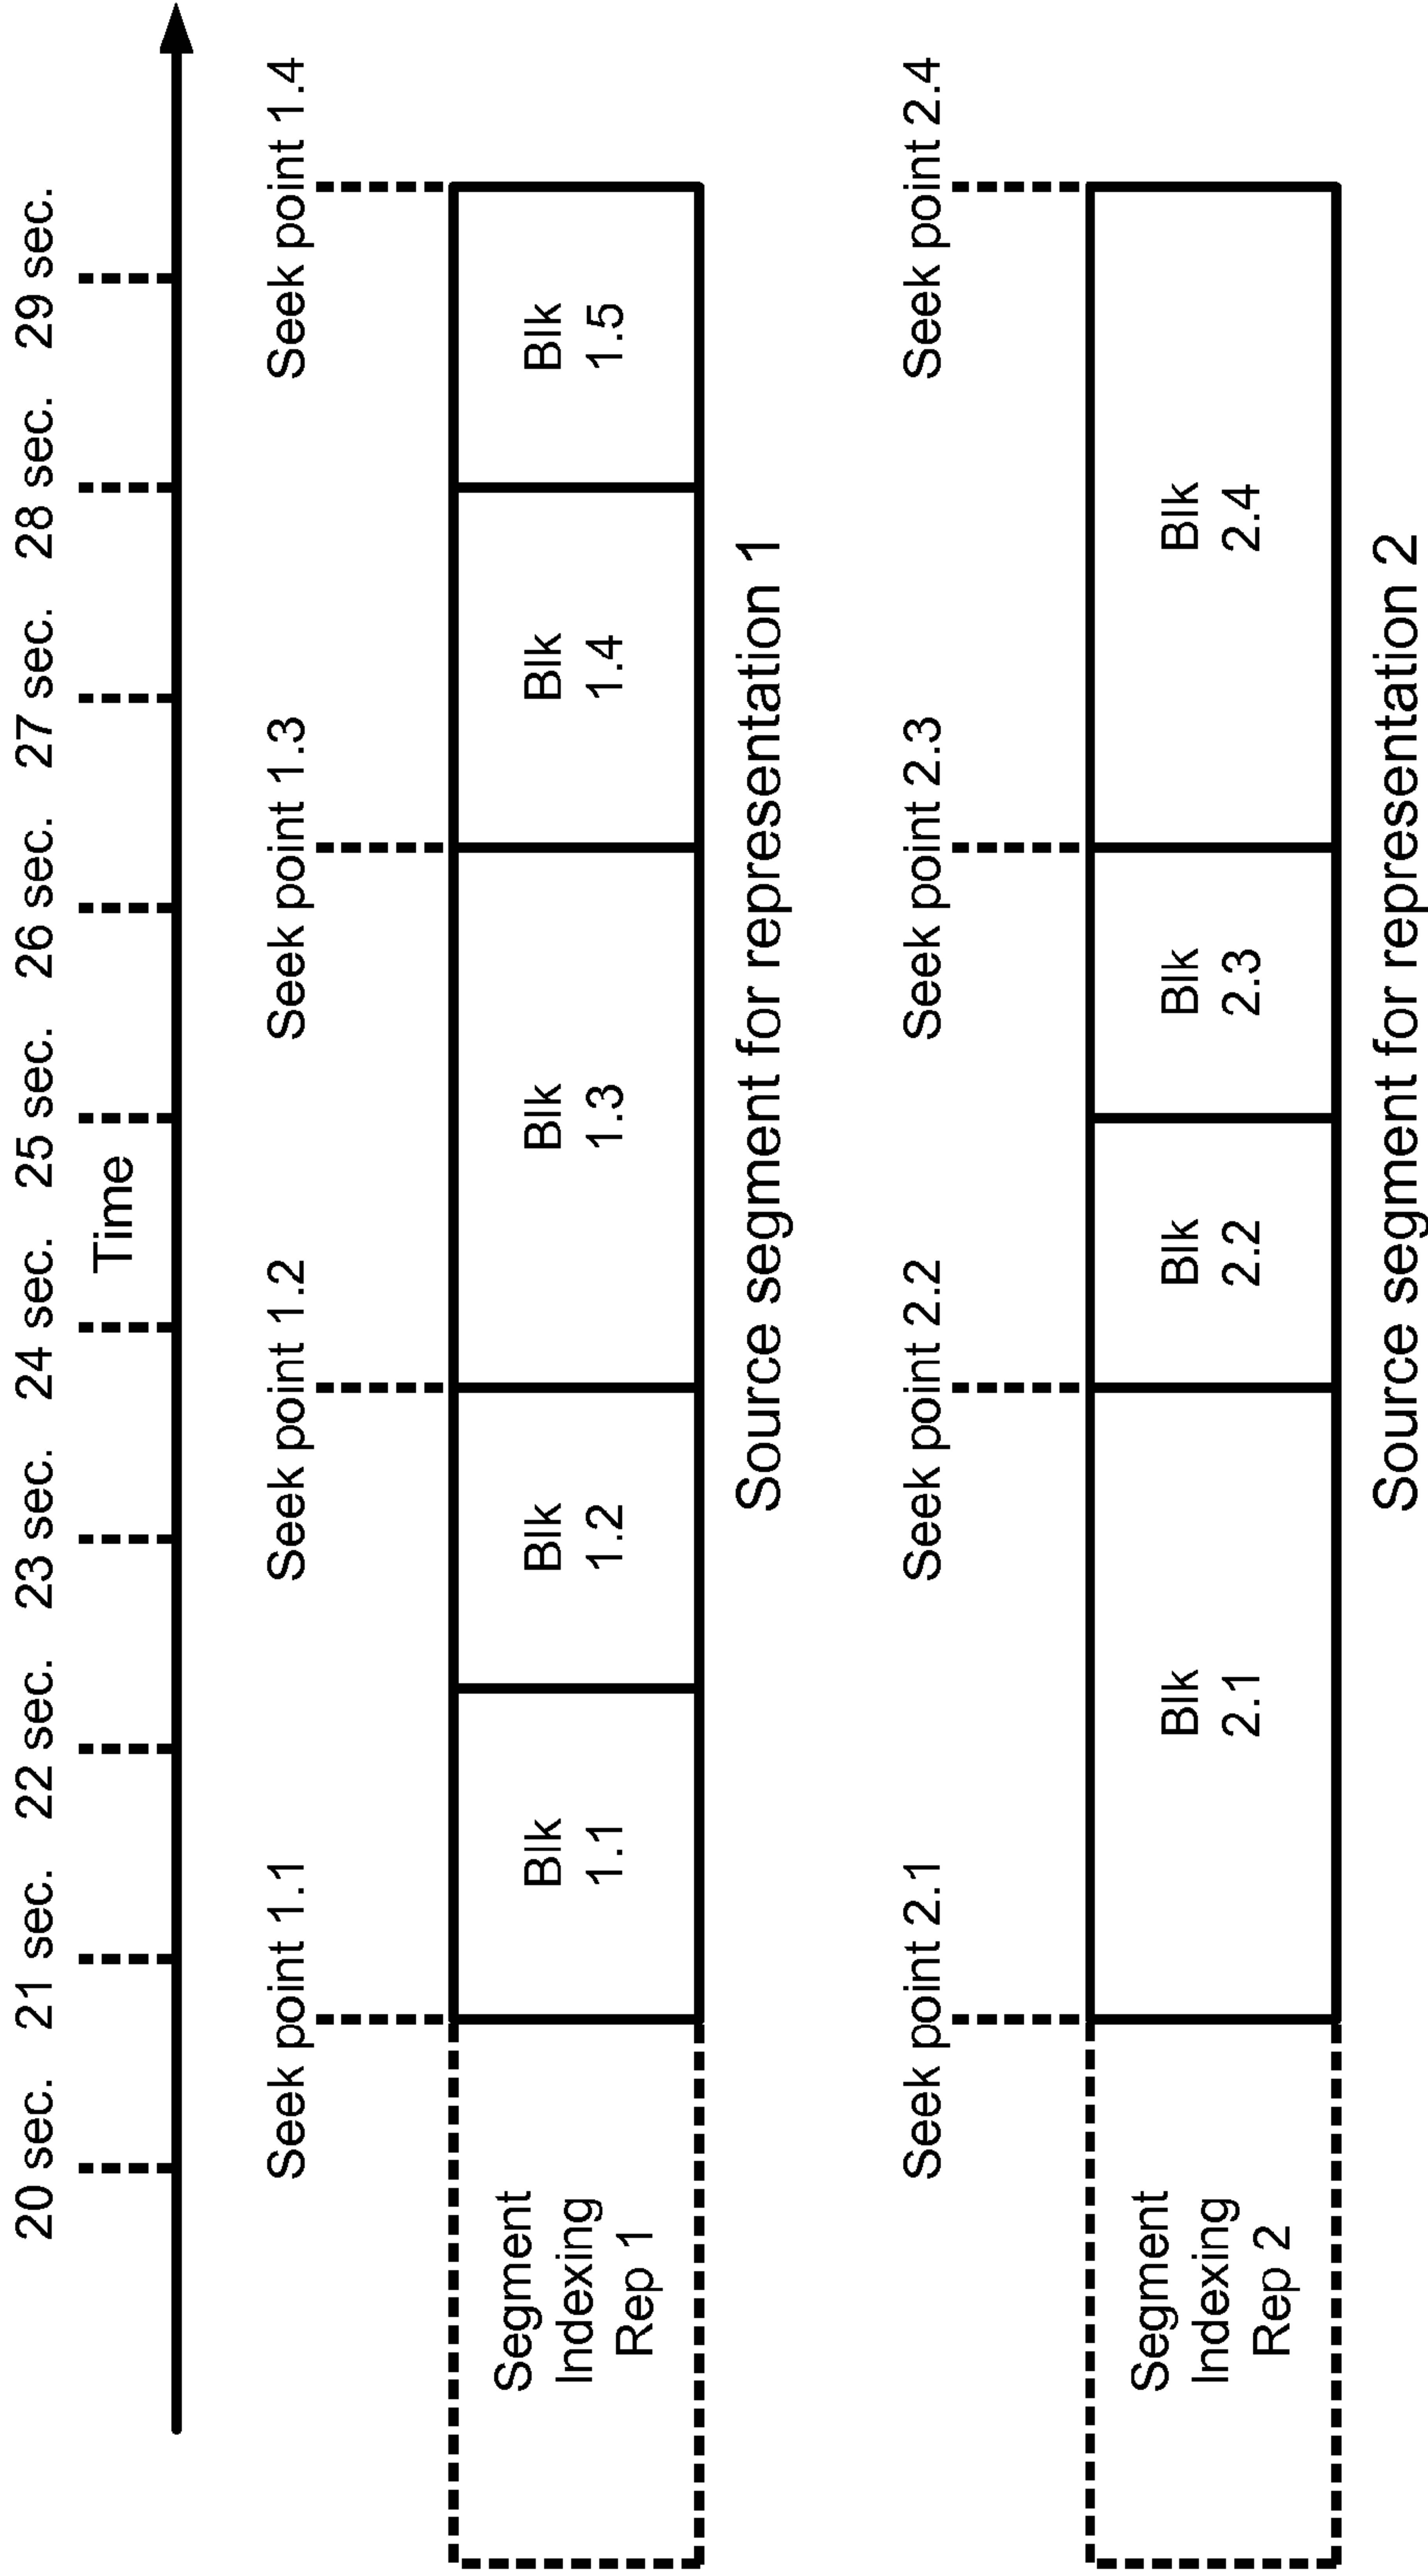 20 sec.
21 sec.
22 sec.
23 sec.
24 sec.
25 sec.
26 sec.
27 sec.
28 sec.
29 sec.
Time
Seek point 1.1
Seek point 1.2
Seek point 1.3
Seek point 1.4
Segment
Indexing
Rep 1
Blk
1.1
Blk
1.2
Blk
1.3
Blk
1.4
Blk
1.5
Source segment for representation 1
Seek point 2.1
Seek point 2.2
Seek point 2.3
Seek point 2.4
Segment
Indexing
Rep 2
Blk
2.1
Blk
2.2
Blk
2.3
Blk
2.4
Source segment for representation 2